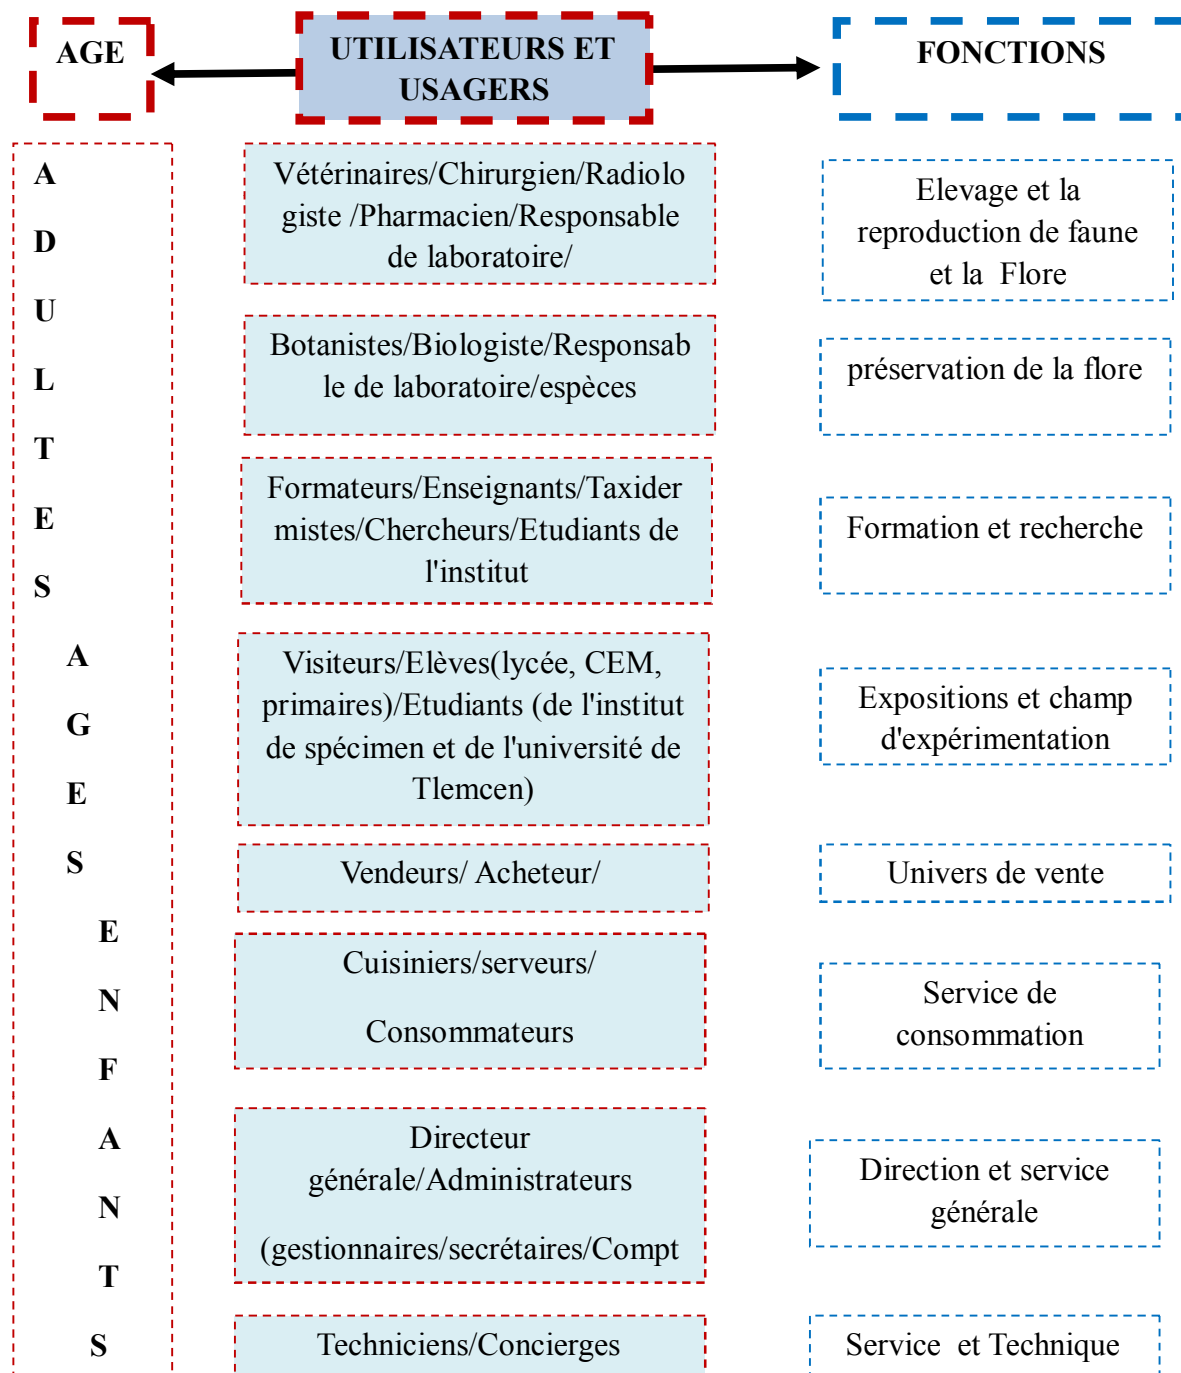 AGE
UTILISATEURS ET
USAGERS
FONCTIONS
A
D
U
L
T
E
S
A
G
E
S
E
N
F
A
N
T
S
Vétérinaires/Chirurgien/Radiolo
giste /Pharmacien/Responsable
de laboratoire/
Elevage et la
reproduction de faune
et la Flore
Botanistes/Biologiste/Responsab
le de laboratoire/espèces
préservation de la flore
Formateurs/Enseignants/Taxider
mistes/Chercheurs/Etudiants de
l'institut
Formation et recherche
Visiteurs/Elèves(lycée, CEM,
primaires)/Etudiants (de l'institut
de spécimen et de l'université de
Tlemcen)
Expositions et champ
d'expérimentation
Vendeurs/ Acheteur/
Univers de vente
Cuisiniers/serveurs/
Consommateurs
Service de
consommation
Directeur
générale/Administrateurs
(gestionnaires/secrétaires/Compt
Direction et service
générale
Techniciens/Concierges
Service et Technique